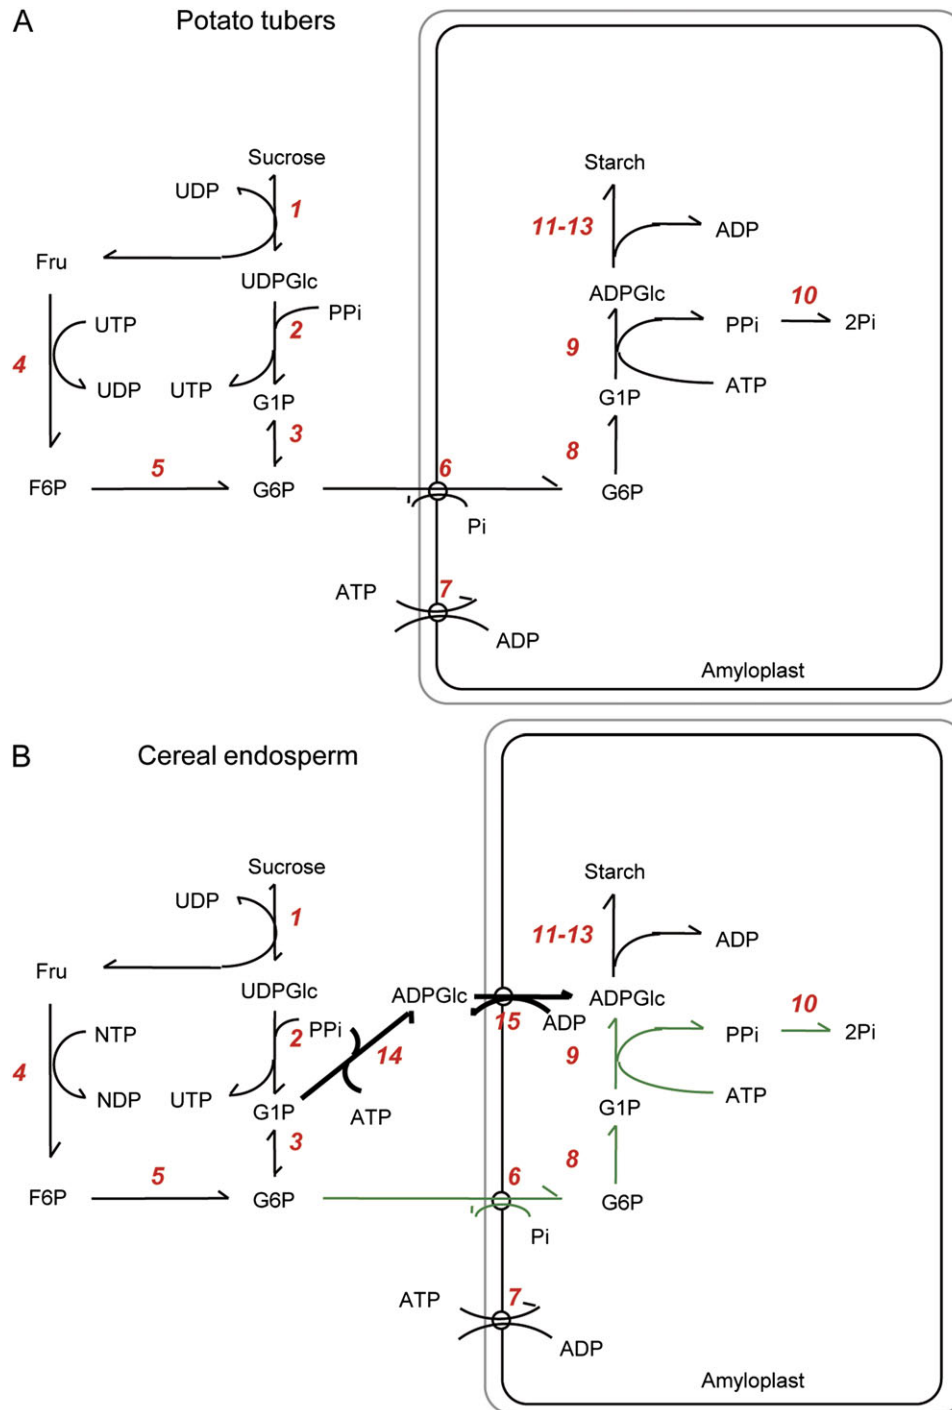 A Potato tubers
Sucrose
Starch
UDP
1
11-13
ADP
Fru
UDPGlc
ADPGlc
10
UTP
2
PPi
9
PPi
2Pi
4
UDP
UTP
G1P
G1P
ATP
3
8
F6P
5
G6P
6
G6P
Pi
ATP
7
ADP
Amyloplast
B Cereal endosperm
Sucrose
Starch
UDP
1
11-13
ADP
Fru
UDPGlc
ADPGlc
ADPGlc
10
NTP
2
PPi
15
ADP
9
PPi
2Pi
4
14
NDP
UTP
G1P
ATP
G1P
ATP
3
8
F6P
5
G6P
6
G6P
Pi
ATP
7
ADP
Amyloplast